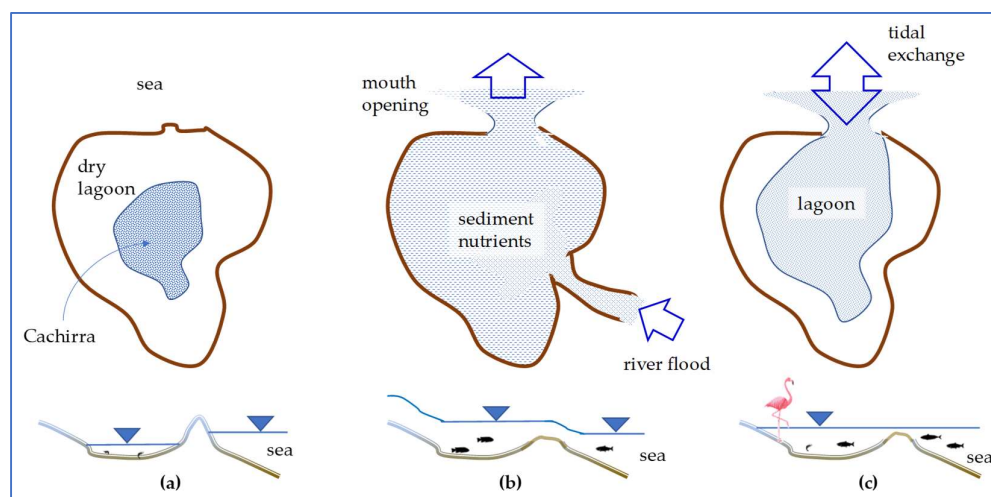 sea
dry
lagoon
Cachirra
sea
(a)
mouth
opening
sediment
nutrients
river flood
sea
(b)
tidal
exchange
lagoon
sea
(c)